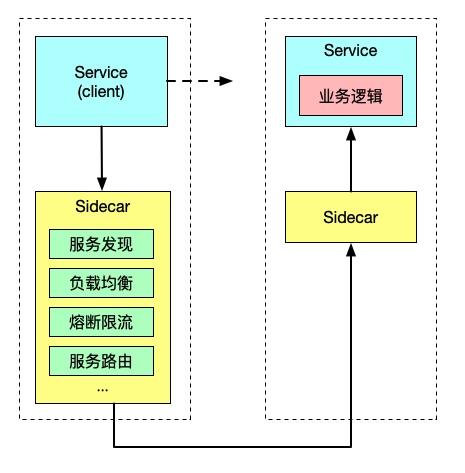 Service
(client)
Sidecar
服务发现
负载均衡
熔断限流
服务路由
...
Service
业务逻辑
Sidecar